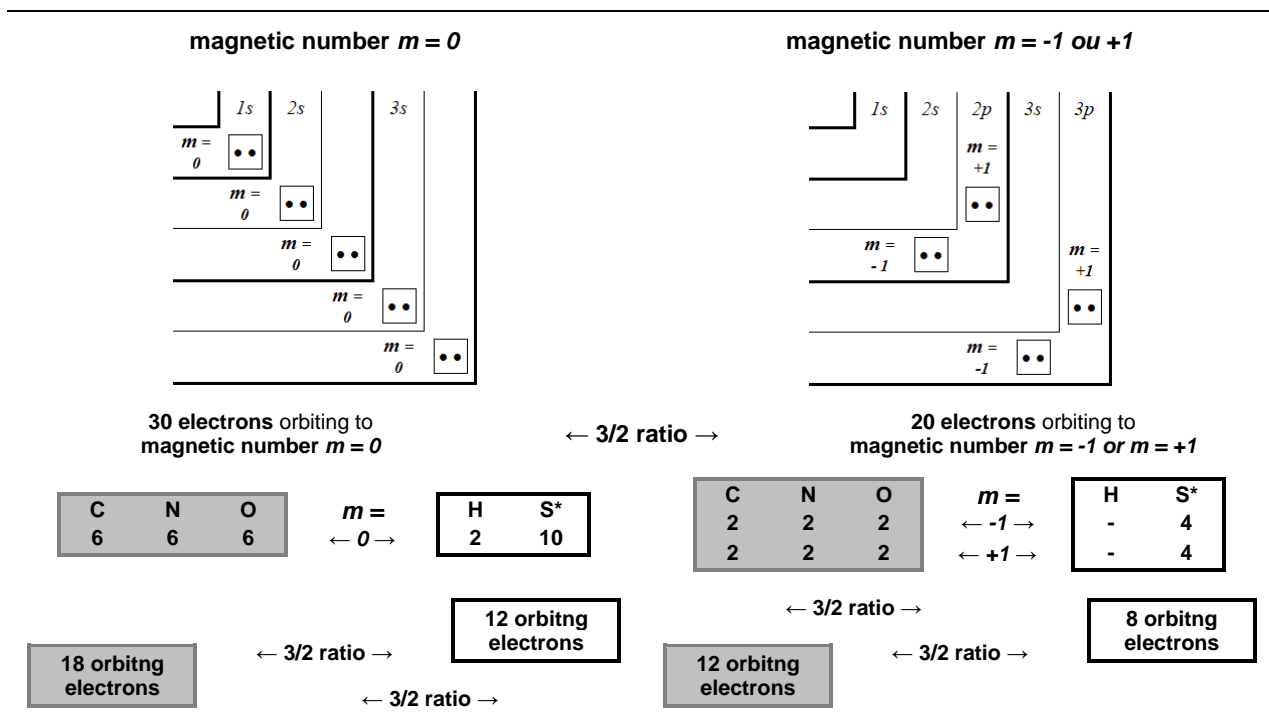 magnetic number m = 0
magnetic number m = -1 ou +1
1s 2s 3s
m =
0
m =
0
m =
0
m =
0
m =
0
1s 2s 2p 3s 3p
m =
+1
m =
- 1
m =
+1
m =
-1
30 electrons orbiting to
magnetic number m = 0
← 3/2 ratio →
20 electrons orbiting to
magnetic number m = -1 or m = +1
C N O
6 6 6
m =
← 0 →
H S*
2 10
C N O
2 2 2
2 2 2
m =
← -1 →
← +1 →
H S*
- 4
- 4
← 3/2 ratio →
12 orbitng
electrons
8 orbitng
electrons
← 3/2 ratio →
← 3/2 ratio →
18 orbitng
electrons
12 orbitng
electrons
← 3/2 ratio →